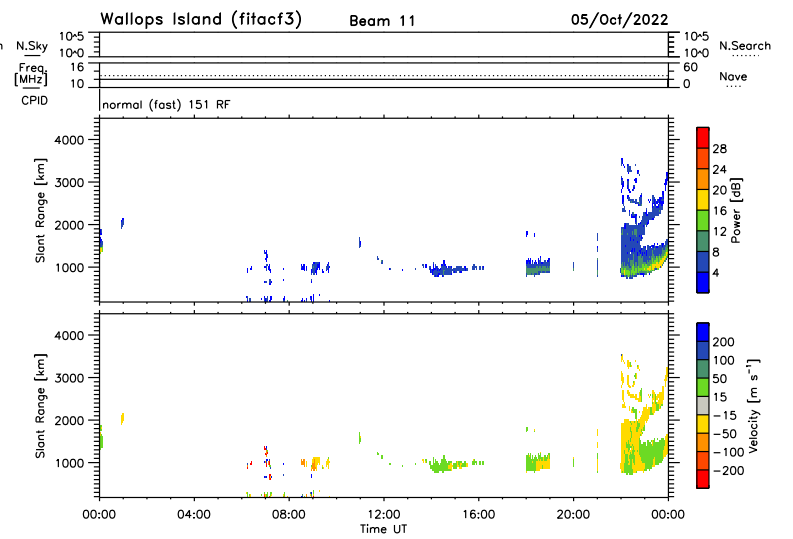 Wallops Island (fitacf3) Beam 11 05/Oct/2022
N.Sky 10^5 10^5 N.Search
10^0 10^0
Freq. 16 60
[MHz] 10 0 Nave
CPID normal (fast) 151 RF
4000
3000
2000
1000
Slant Range [km]
28
24
20
16
12
8
4
Power [dB]
4000
3000
2000
1000
Slant Range [km]
200
100
50
15
-15
-50
-100
-200
Velocity [m s⁻¹]
00:00 04:00 08:00 12:00 16:00 20:00 00:00
Time UT